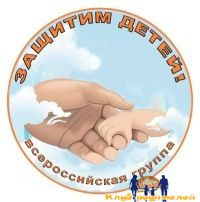 ЗАЩИТИМ ДЕТЕЙ!
всероссийская группа
Клуб родителей